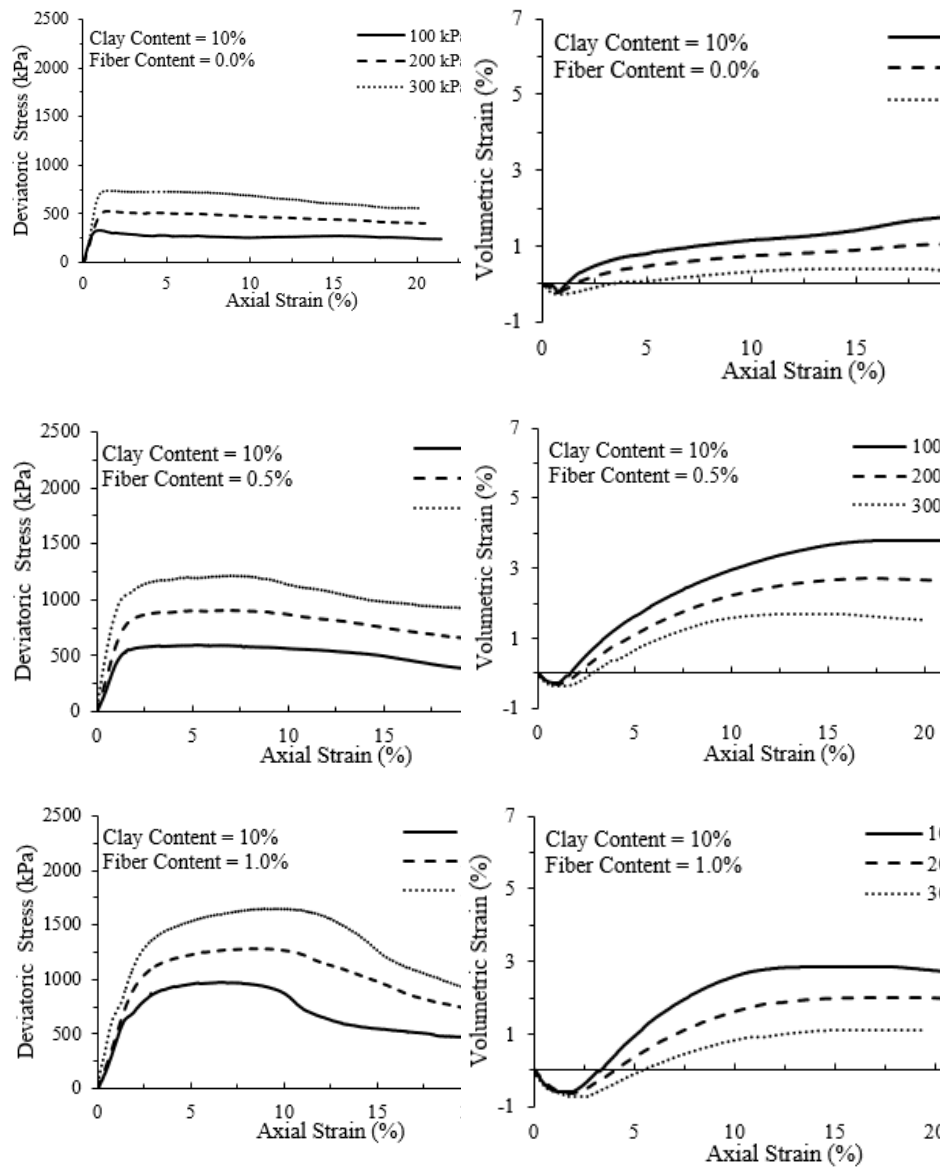 2500
2000
1500
1000
500
0
Deviatoric Stress (kPa)
Clay Content = 10%
Fiber Content = 0.0%
100 kPa
200 kPa
300 kPa
0 5 10 15 20
Axial Strain (%)
7
5
3
1
-1
Volumetric Strain (%)
Clay Content = 10%
Fiber Content = 0.0%
0 5 10 15
Axial Strain (%)
2500
2000
1500
1000
500
0
Deviatoric Stress (kPa)
Clay Content = 10%
Fiber Content = 0.5%
0 5 10 15
Axial Strain (%)
7
5
3
1
-1
Volumetric Strain (%)
Clay Content = 10%
Fiber Content = 0.5%
100
200
300
0 5 10 15 20
Axial Strain (%)
2500
2000
1500
1000
500
0
Deviatoric Stress (kPa)
Clay Content = 10%
Fiber Content = 1.0%
0 5 10 15
Axial Strain (%)
7
5
3
1
-1
Volumetric Strain (%)
Clay Content = 10%
Fiber Content = 1.0%
10
20
30
0 5 10 15 20
Axial Strain (%)